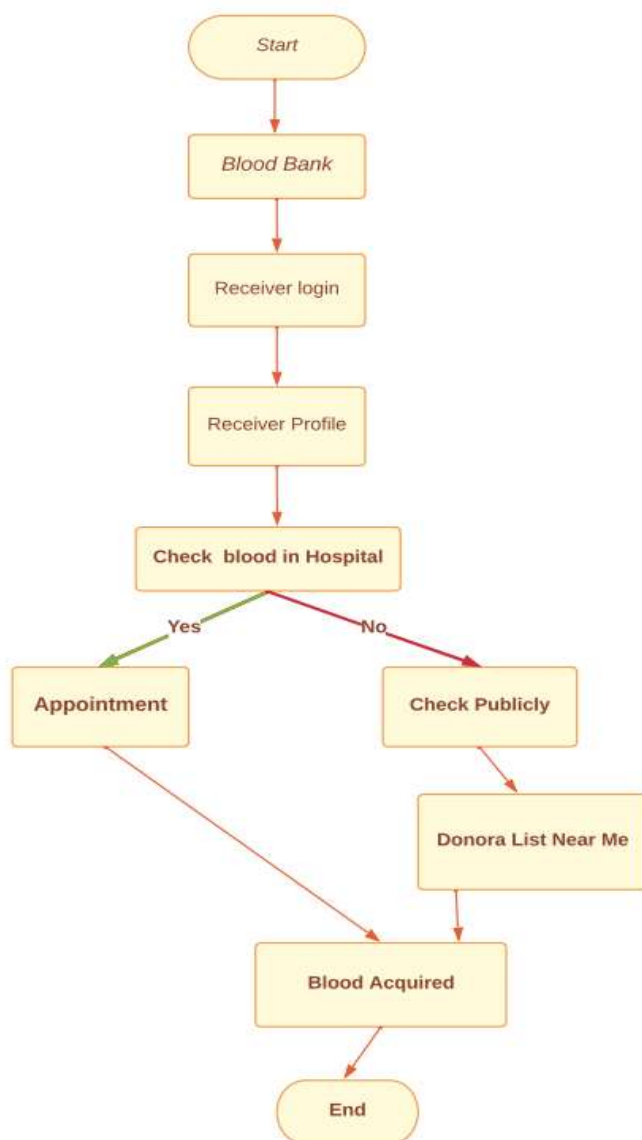 Start
Blood Bank
Receiver login
Receiver Profile
Check blood in Hospital
Yes
No
Appointment
Check Publicly
Donora List Near Me
Blood Acquired
End